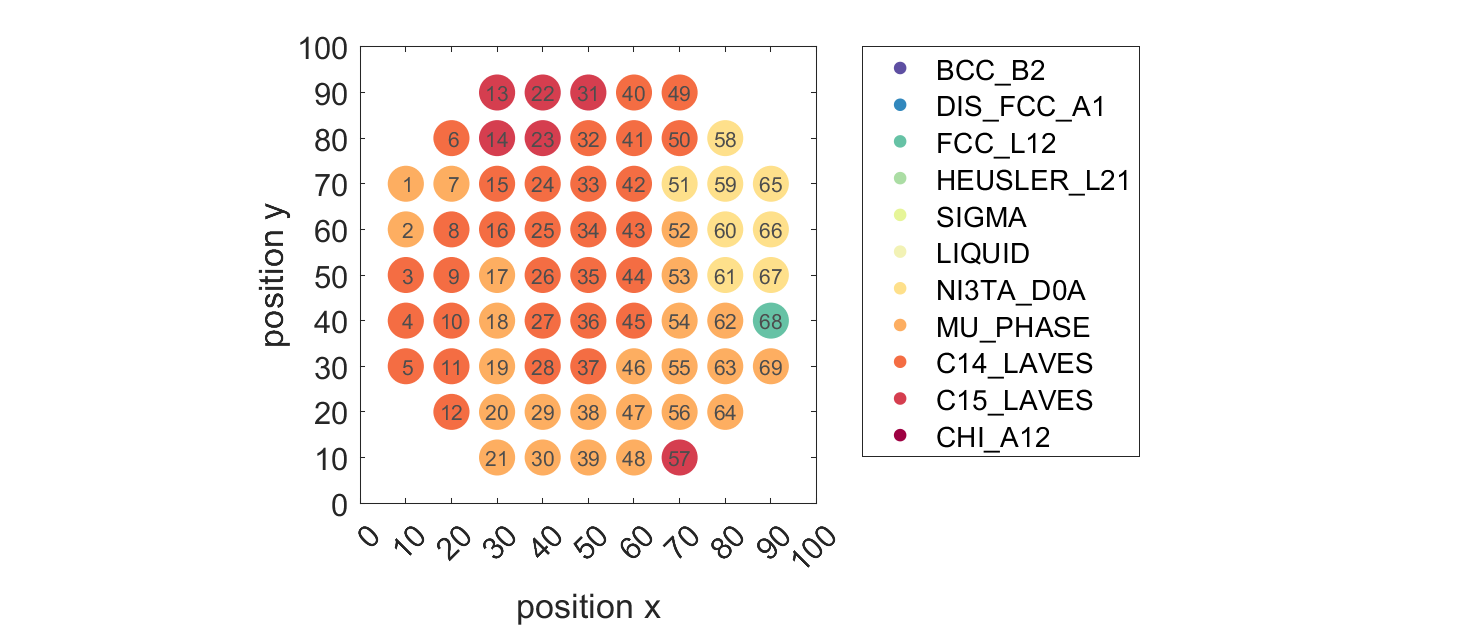 100
90
80
70
60
50
40
30
20
10
0
position y
13 22 31 40 49
6 14 23 32 41 50 58
1 7 15 24 33 42 51 59 65
2 8 16 25 34 43 52 60 66
3 9 17 26 35 44 53 61 67
4 10 18 27 36 45 54 62 68
5 11 19 28 37 46 55 63 69
12 20 29 38 47 56 64
21 30 39 48 57
0 10 20 30 40 50 60 70 80 90 100
position x
BCC_B2
DIS_FCC_A1
FCC_L12
HEUSLER_L21
SIGMA
LIQUID
NI3TA_D0A
MU_PHASE
C14_LAVES
C15_LAVES
CHI_A12